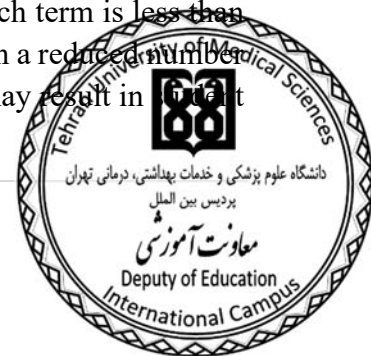 ch term is less than
n a reduced number
ay result in student
Tehran University of Medical Sciences
دانشگاه علوم پزشکی و خدمات بهداشتی، درمانی تهران
پردیس بین الملل
معاونت آموزشی
Deputy of Education
International Campus